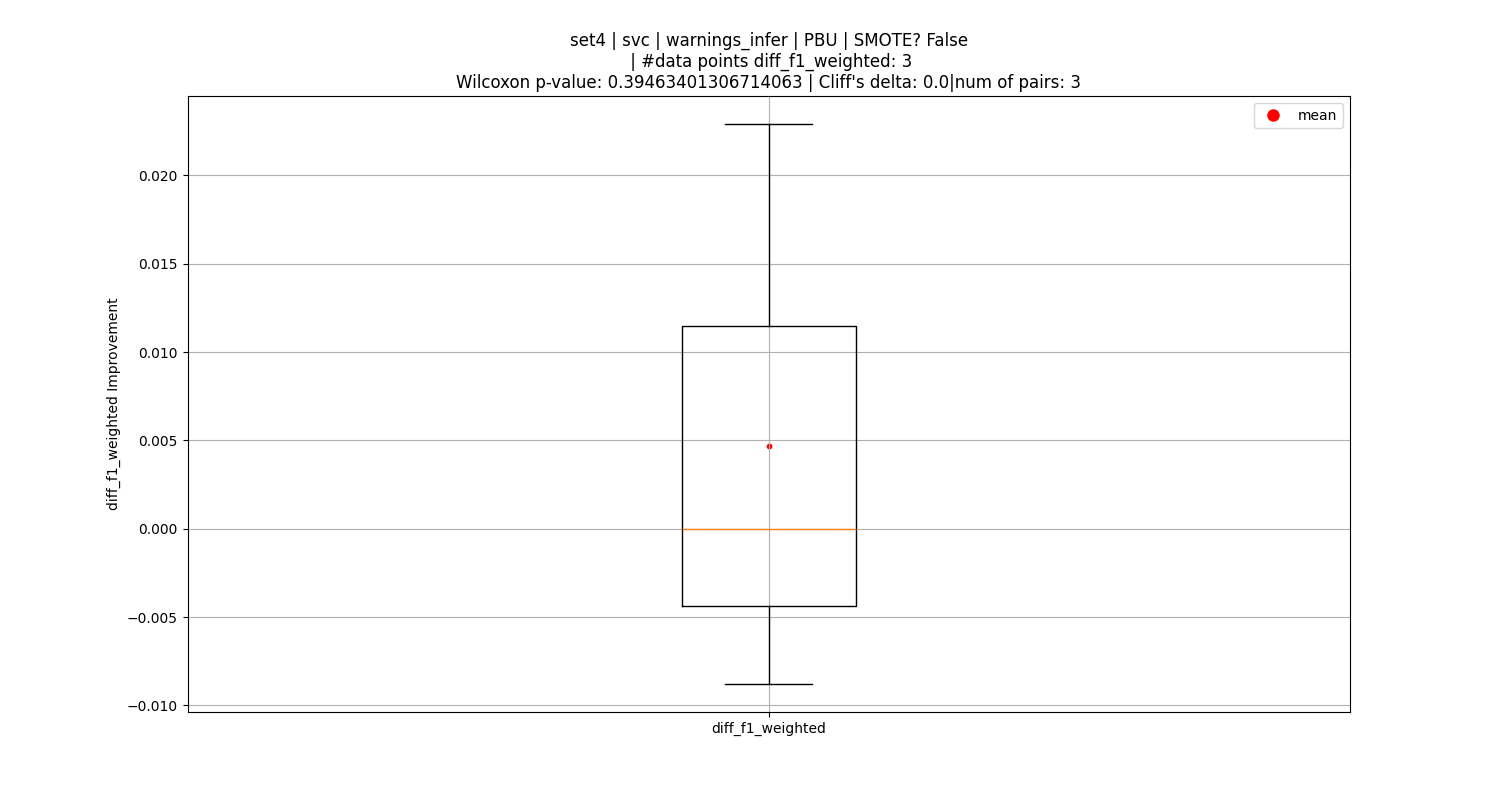 set4 | svc | warnings_infer | PBU | SMOTE? False
| #data points diff_f1_weighted: 3
Wilcoxon p-value: 0.39463401306714063 | Cliff's delta: 0.0|num of pairs: 3
mean
0.020
0.015
0.010
0.005
0.000
−0.005
−0.010
diff_f1_weighted Improvement
diff_f1_weighted